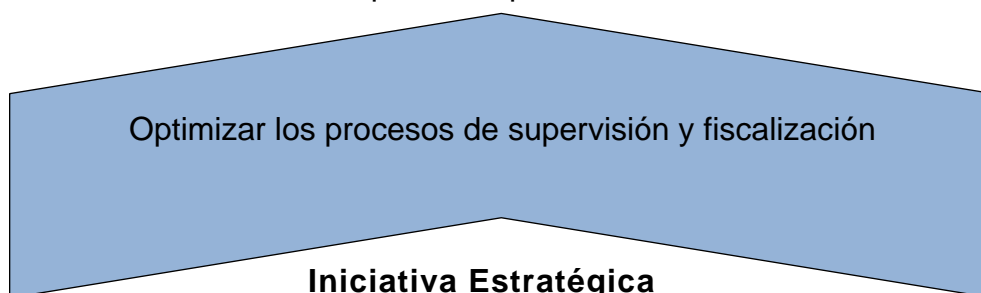 Optimizar los procesos de supervisión y fiscalización
Iniciativa Estratégica